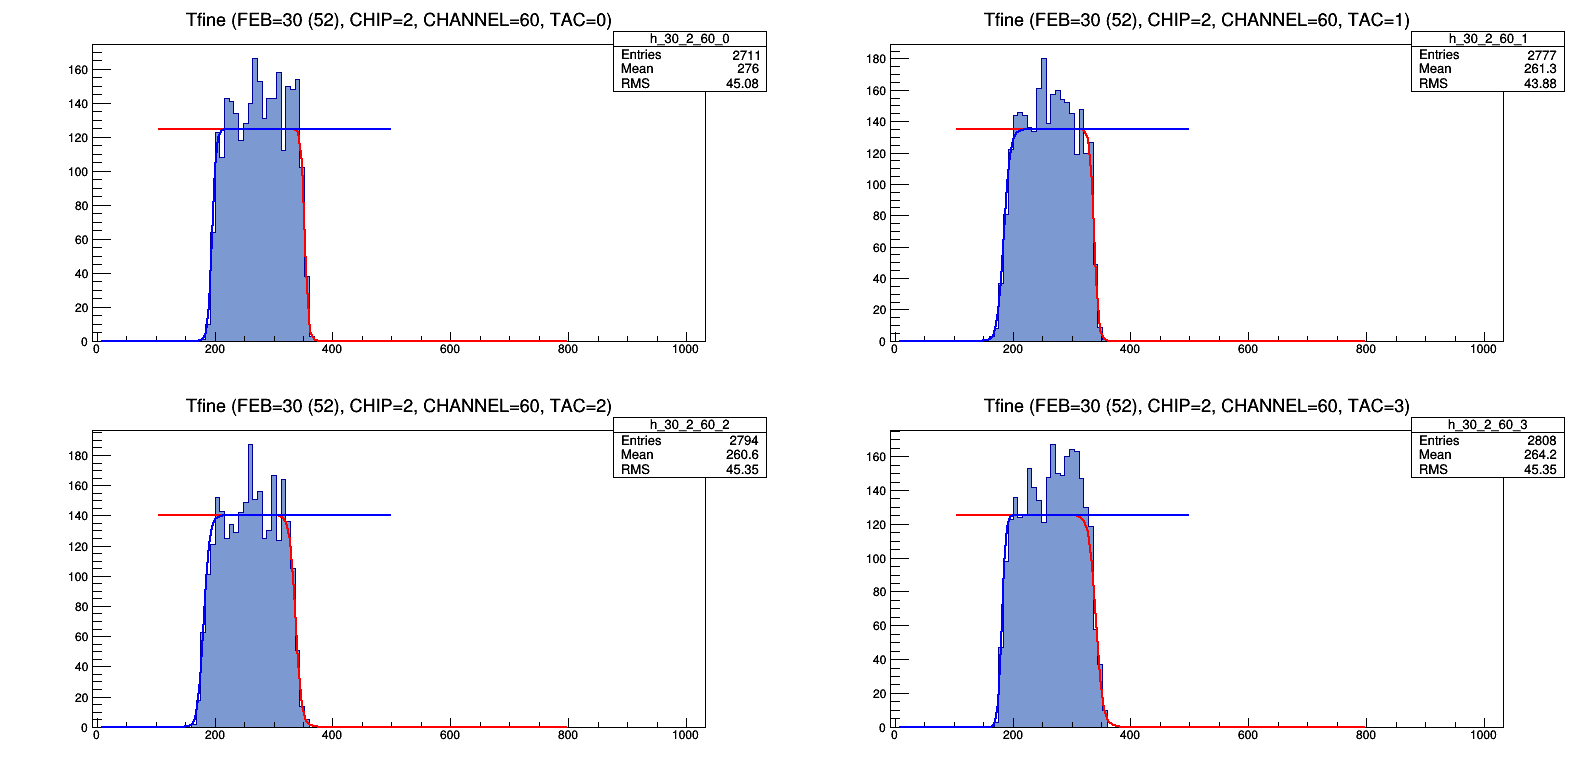 Tfine (FEB=30 (52), CHIP=2, CHANNEL=60, TAC=0)
h_30_2_60_0
Entries 2711
Mean 276
RMS 45.08
160
140
120
100
80
60
40
20
0
0 200 400 600 800 1000
Tfine (FEB=30 (52), CHIP=2, CHANNEL=60, TAC=1)
h_30_2_60_1
Entries 2777
Mean 261.3
RMS 43.88
180
160
140
120
100
80
60
40
20
0
0 200 400 600 800 1000
Tfine (FEB=30 (52), CHIP=2, CHANNEL=60, TAC=2)
h_30_2_60_2
Entries 2794
Mean 260.6
RMS 45.35
180
160
140
120
100
80
60
40
20
0
0 200 400 600 800 1000
Tfine (FEB=30 (52), CHIP=2, CHANNEL=60, TAC=3)
h_30_2_60_3
Entries 2808
Mean 264.2
RMS 45.35
160
140
120
100
80
60
40
20
0
0 200 400 600 800 1000